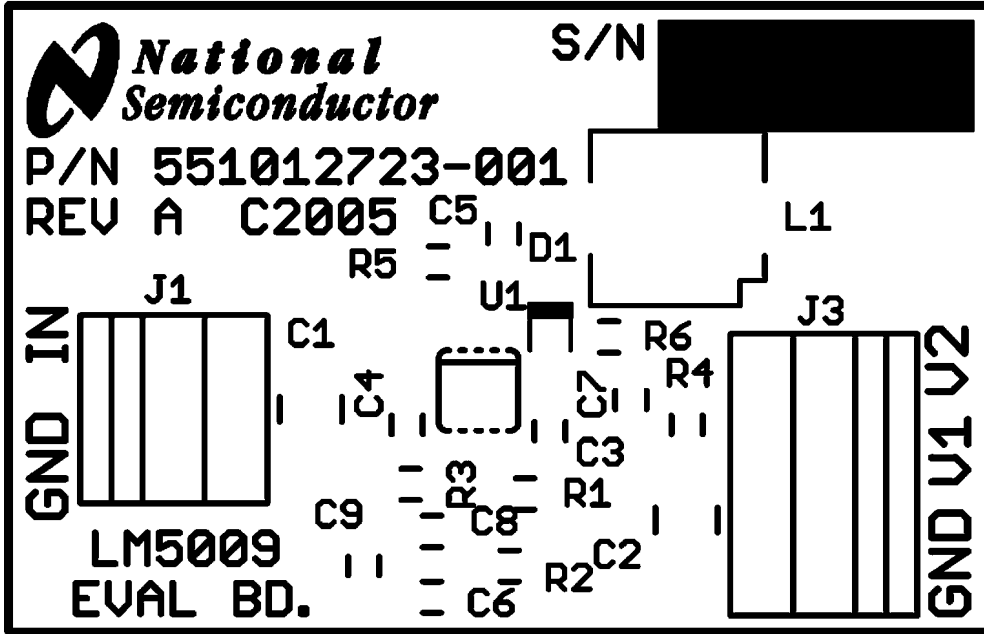 National
Semiconductor
S/N
P/N 551012723-001
REV A C2005
C5
L1
D1
R5
J1
U1
J3
IN
C1
R6
V2
R4
C4
C7
GND
V1
C3
R3
R1
C9
C8
LM5009
C2
GND
R2
EVAL BD.
C6